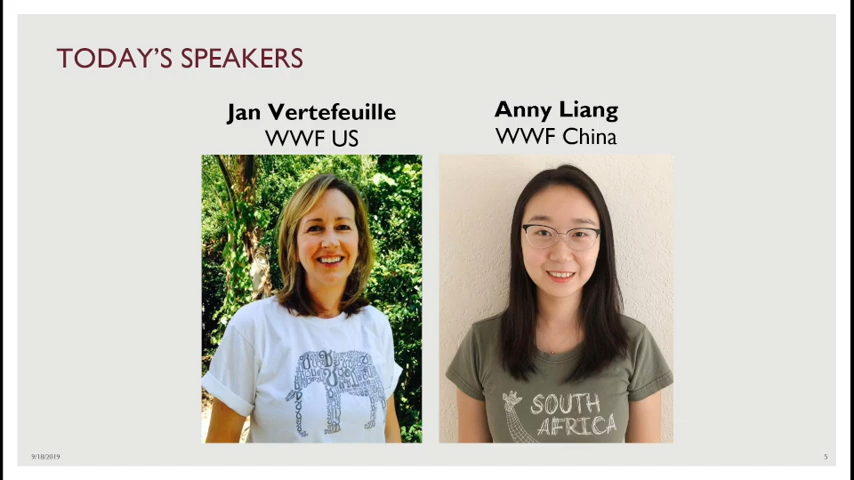 TODAY'S SPEAKERS
Jan Vertefeuille
WWF US
Anny Liang
WWF China
SOUTH
AFRICA
9/18/2019
5